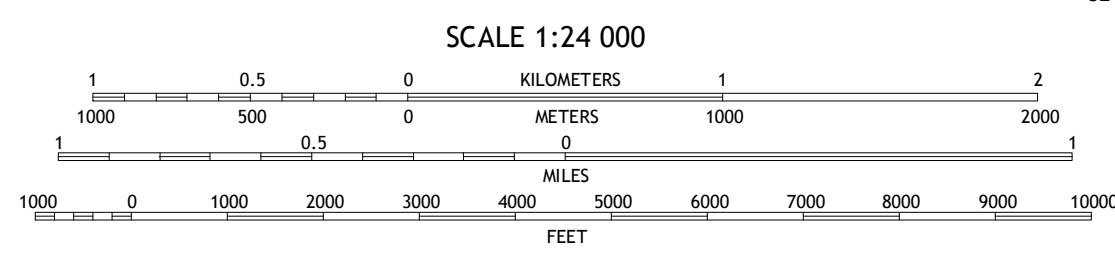 SCALE 1:24 000
1 0.5 0 KILOMETERS 1 2
1000 500 0 METERS 1000 2000
1 0.5 0 1
MILES
1000 0 1000 2000 3000 4000 5000 6000 7000 8000 9000 10000
FEET